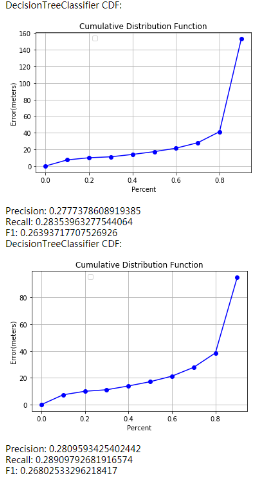 DecisionTreeClassifier CDF:
Cumulative Distribution Function
160
140
120
100
80
60
40
20
0
Error(meters)
0.0 0.2 0.4 0.6 0.8
Percent
Precision: 0.2777378608919385
Recall: 0.28353963277544064
F1: 0.26393717707526926
DecisionTreeClassifier CDF:
Cumulative Distribution Function
80
60
40
20
0
Error(meters)
0.0 0.2 0.4 0.6 0.8
Percent
Precision: 0.2809593425402442
Recall: 0.28909792681916574
F1: 0.26802533296218417